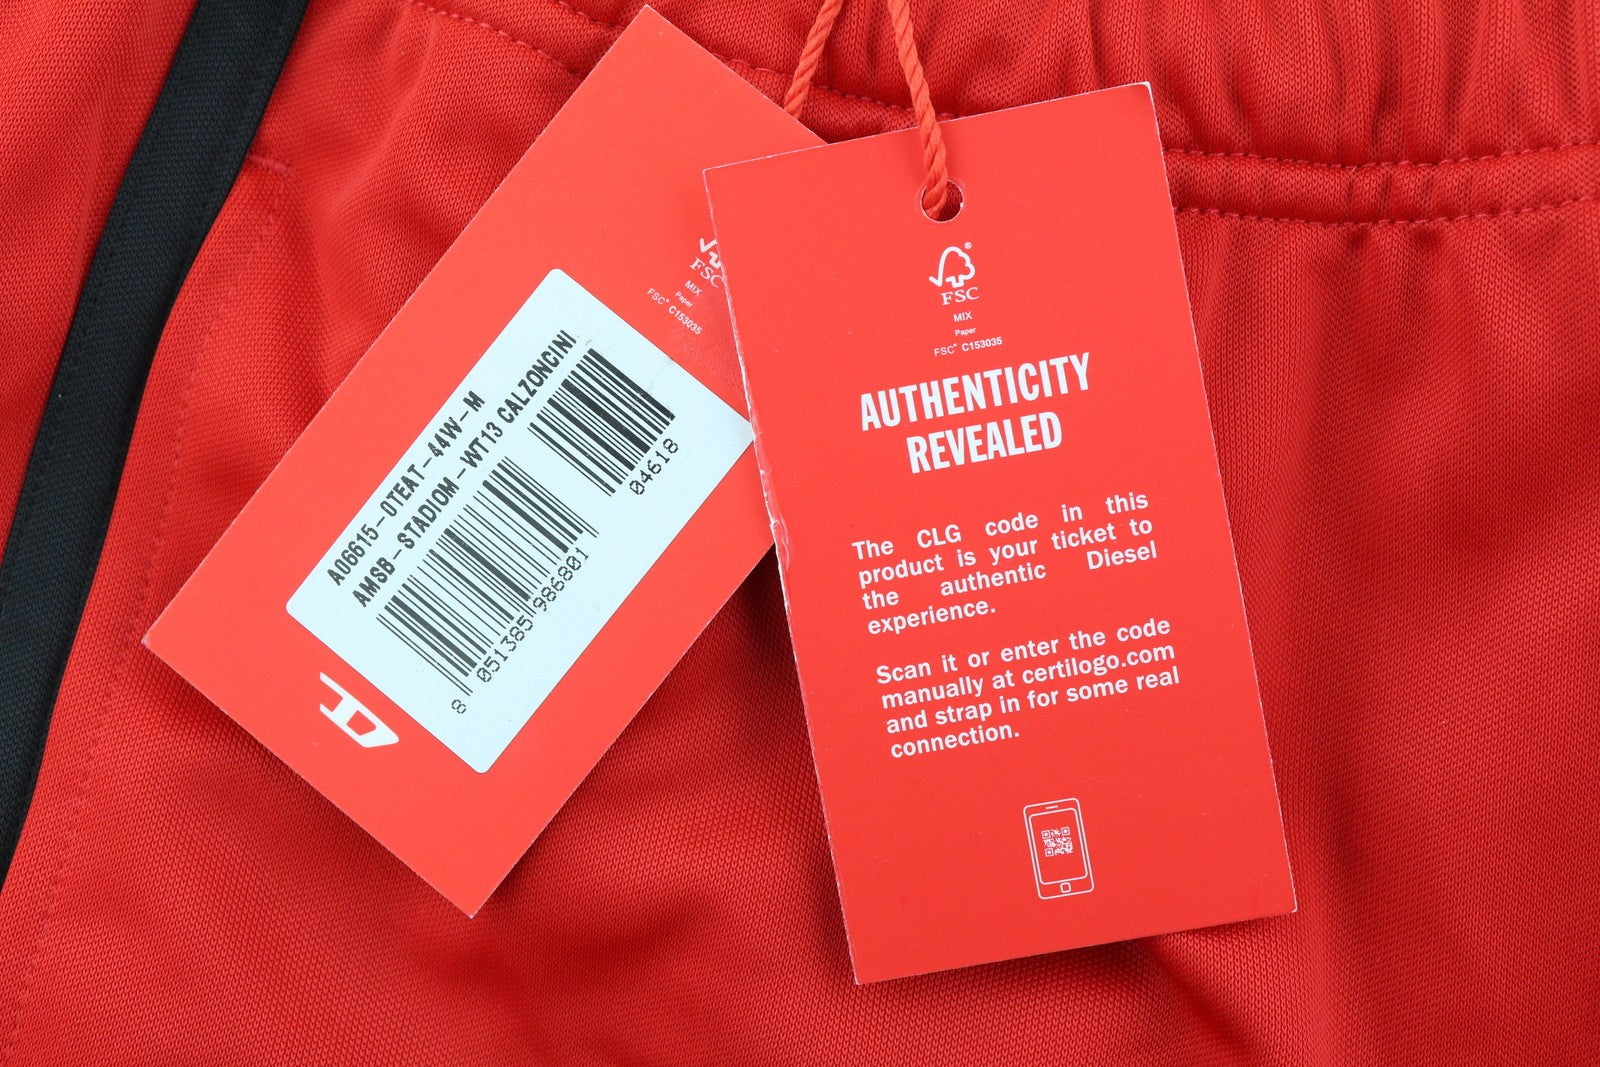 FSC
MIX
Paper
FSC® C153035
A06615-0TEAT-44W-M
AMSB-STADIOM-WT13 CALZONCINI
8 051385 986801
04618
FSC
MIX
Paper
FSC® C153035
AUTHENTICITY
REVEALED
The CLG code in this
product is your ticket to
the authentic Diesel
experience.
Scan it or enter the code
manually at certilogo.com
and strap in for some real
connection.